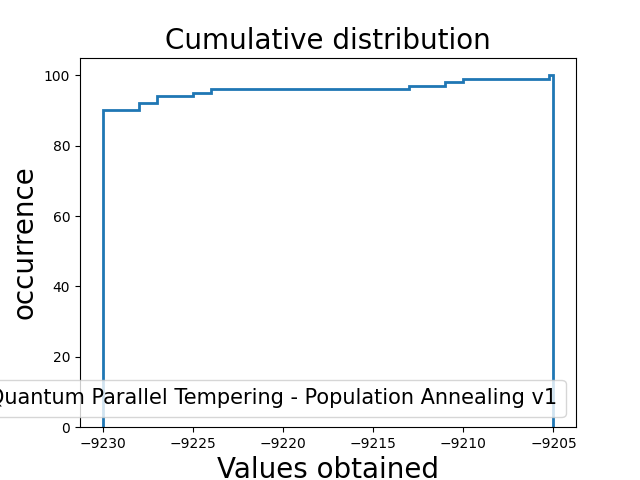 Cumulative distribution
occurrence
100
80
60
40
20
0
Quantum Parallel Tempering - Population Annealing v1
−9230 −9225 −9220 −9215 −9210 −9205
Values obtained